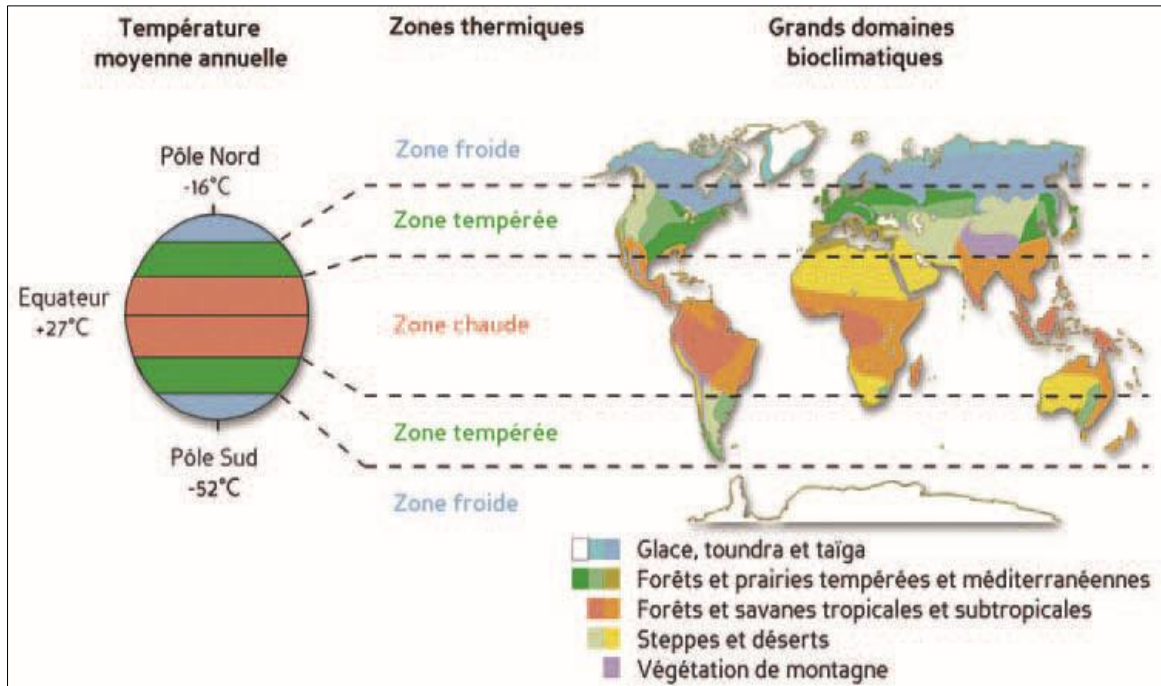 Température
moyenne annuelle
Zones thermiques
Grands domaines
bioclimatiques
Pôle Nord
-16°C
Equateur
+27°C
Pôle Sud
-52°C
Zone froide
Zone tempérée
Zone chaude
Zone tempérée
Zone froide
Glace, toundra et taïga
Forêts et prairies tempérées et méditerranéennes
Forêts et savanes tropicales et subtropicales
Steppes et déserts
Végétation de montagne